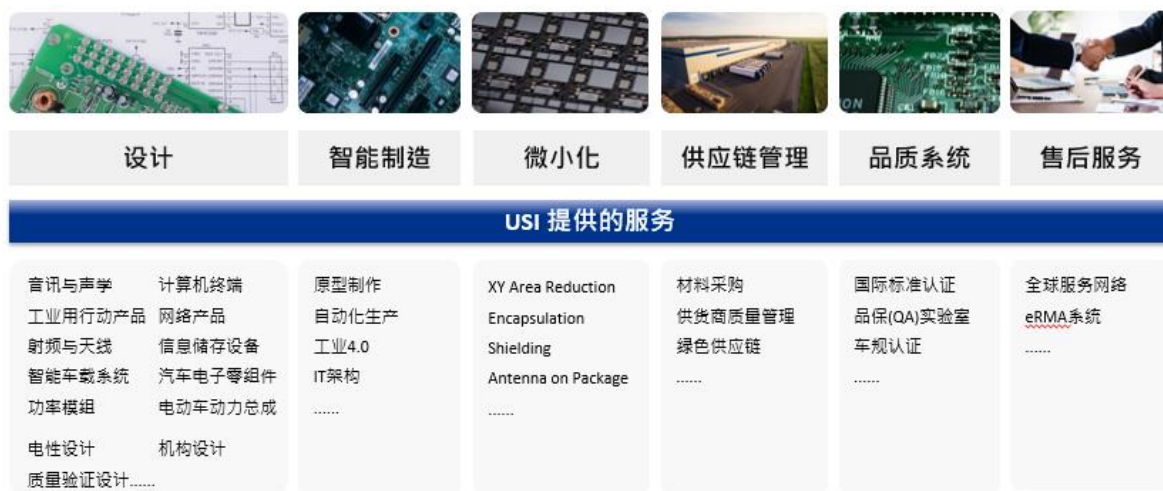 设计
智能制造
微小化
供应链管理
品质系统
售后服务
USI 提供的服务
音讯与声学 计算机终端
工业用行动产品 网络产品
射频与天线 信息储存设备
智能车载系统 汽车电子零组件
功率模组 电动车动力总成
电性设计 机构设计
质量验证设计......
原型制作
自动化生产
工业4.0
IT架构
......
XY Area Reduction
Encapsulation
Shielding
Antenna on Package
......
材料采购
供货商质量管理
绿色供应链
......
国际标准认证
品保(QA)实验室
车规认证
......
全球服务网络
eRMA系统
......